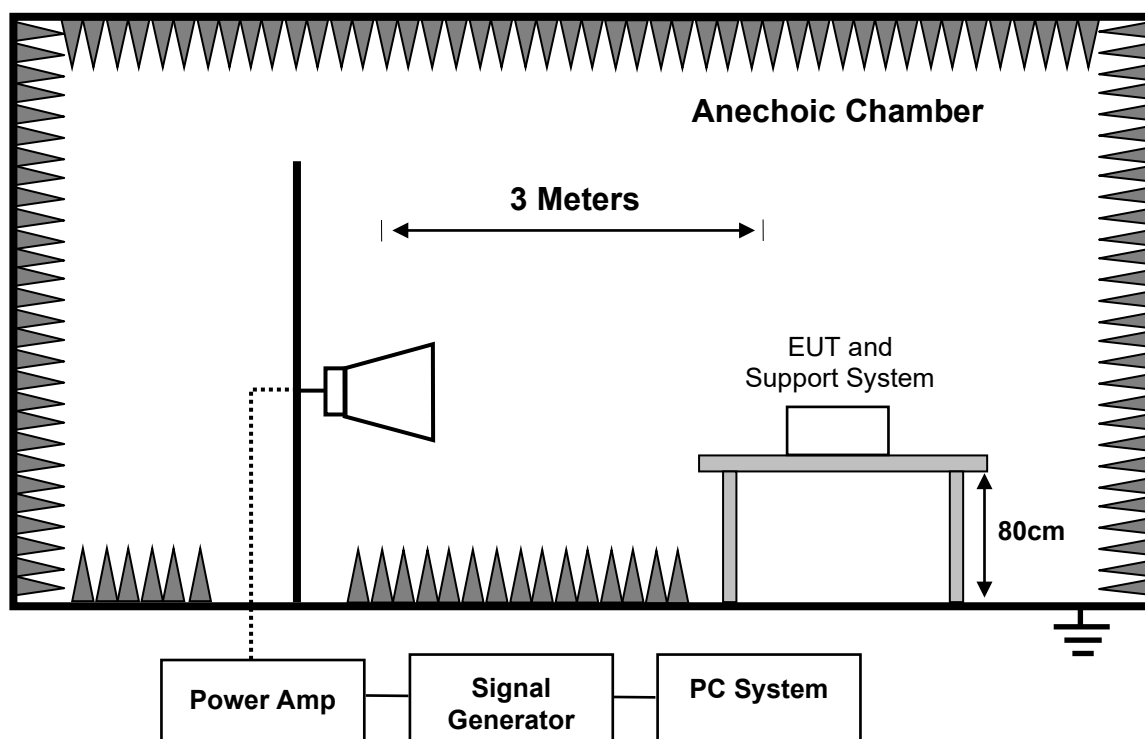 Anechoic Chamber
3 Meters
EUT and
Support System
80cm
Power Amp
Signal
Generator
PC System